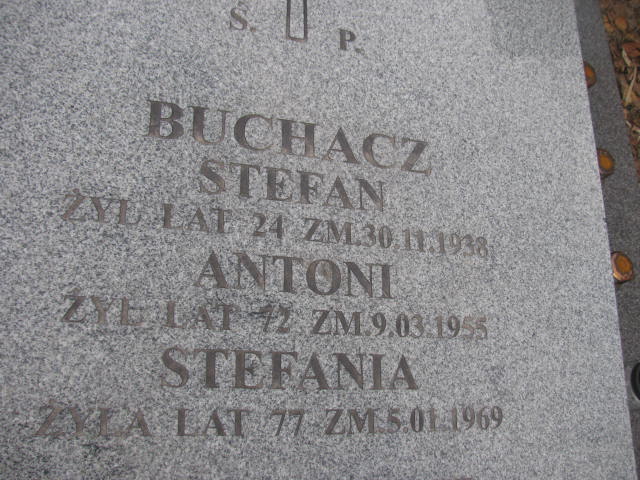 Ś. P.
BUCHACZ
STEFAN
ŻYŁ LAT 24 ZM.30.11.1938
ANTONI
ŻYŁ LAT 72 ZM.9.03.1955
STEFANIA
ŻYŁA LAT 77 ZM.5.01.1969